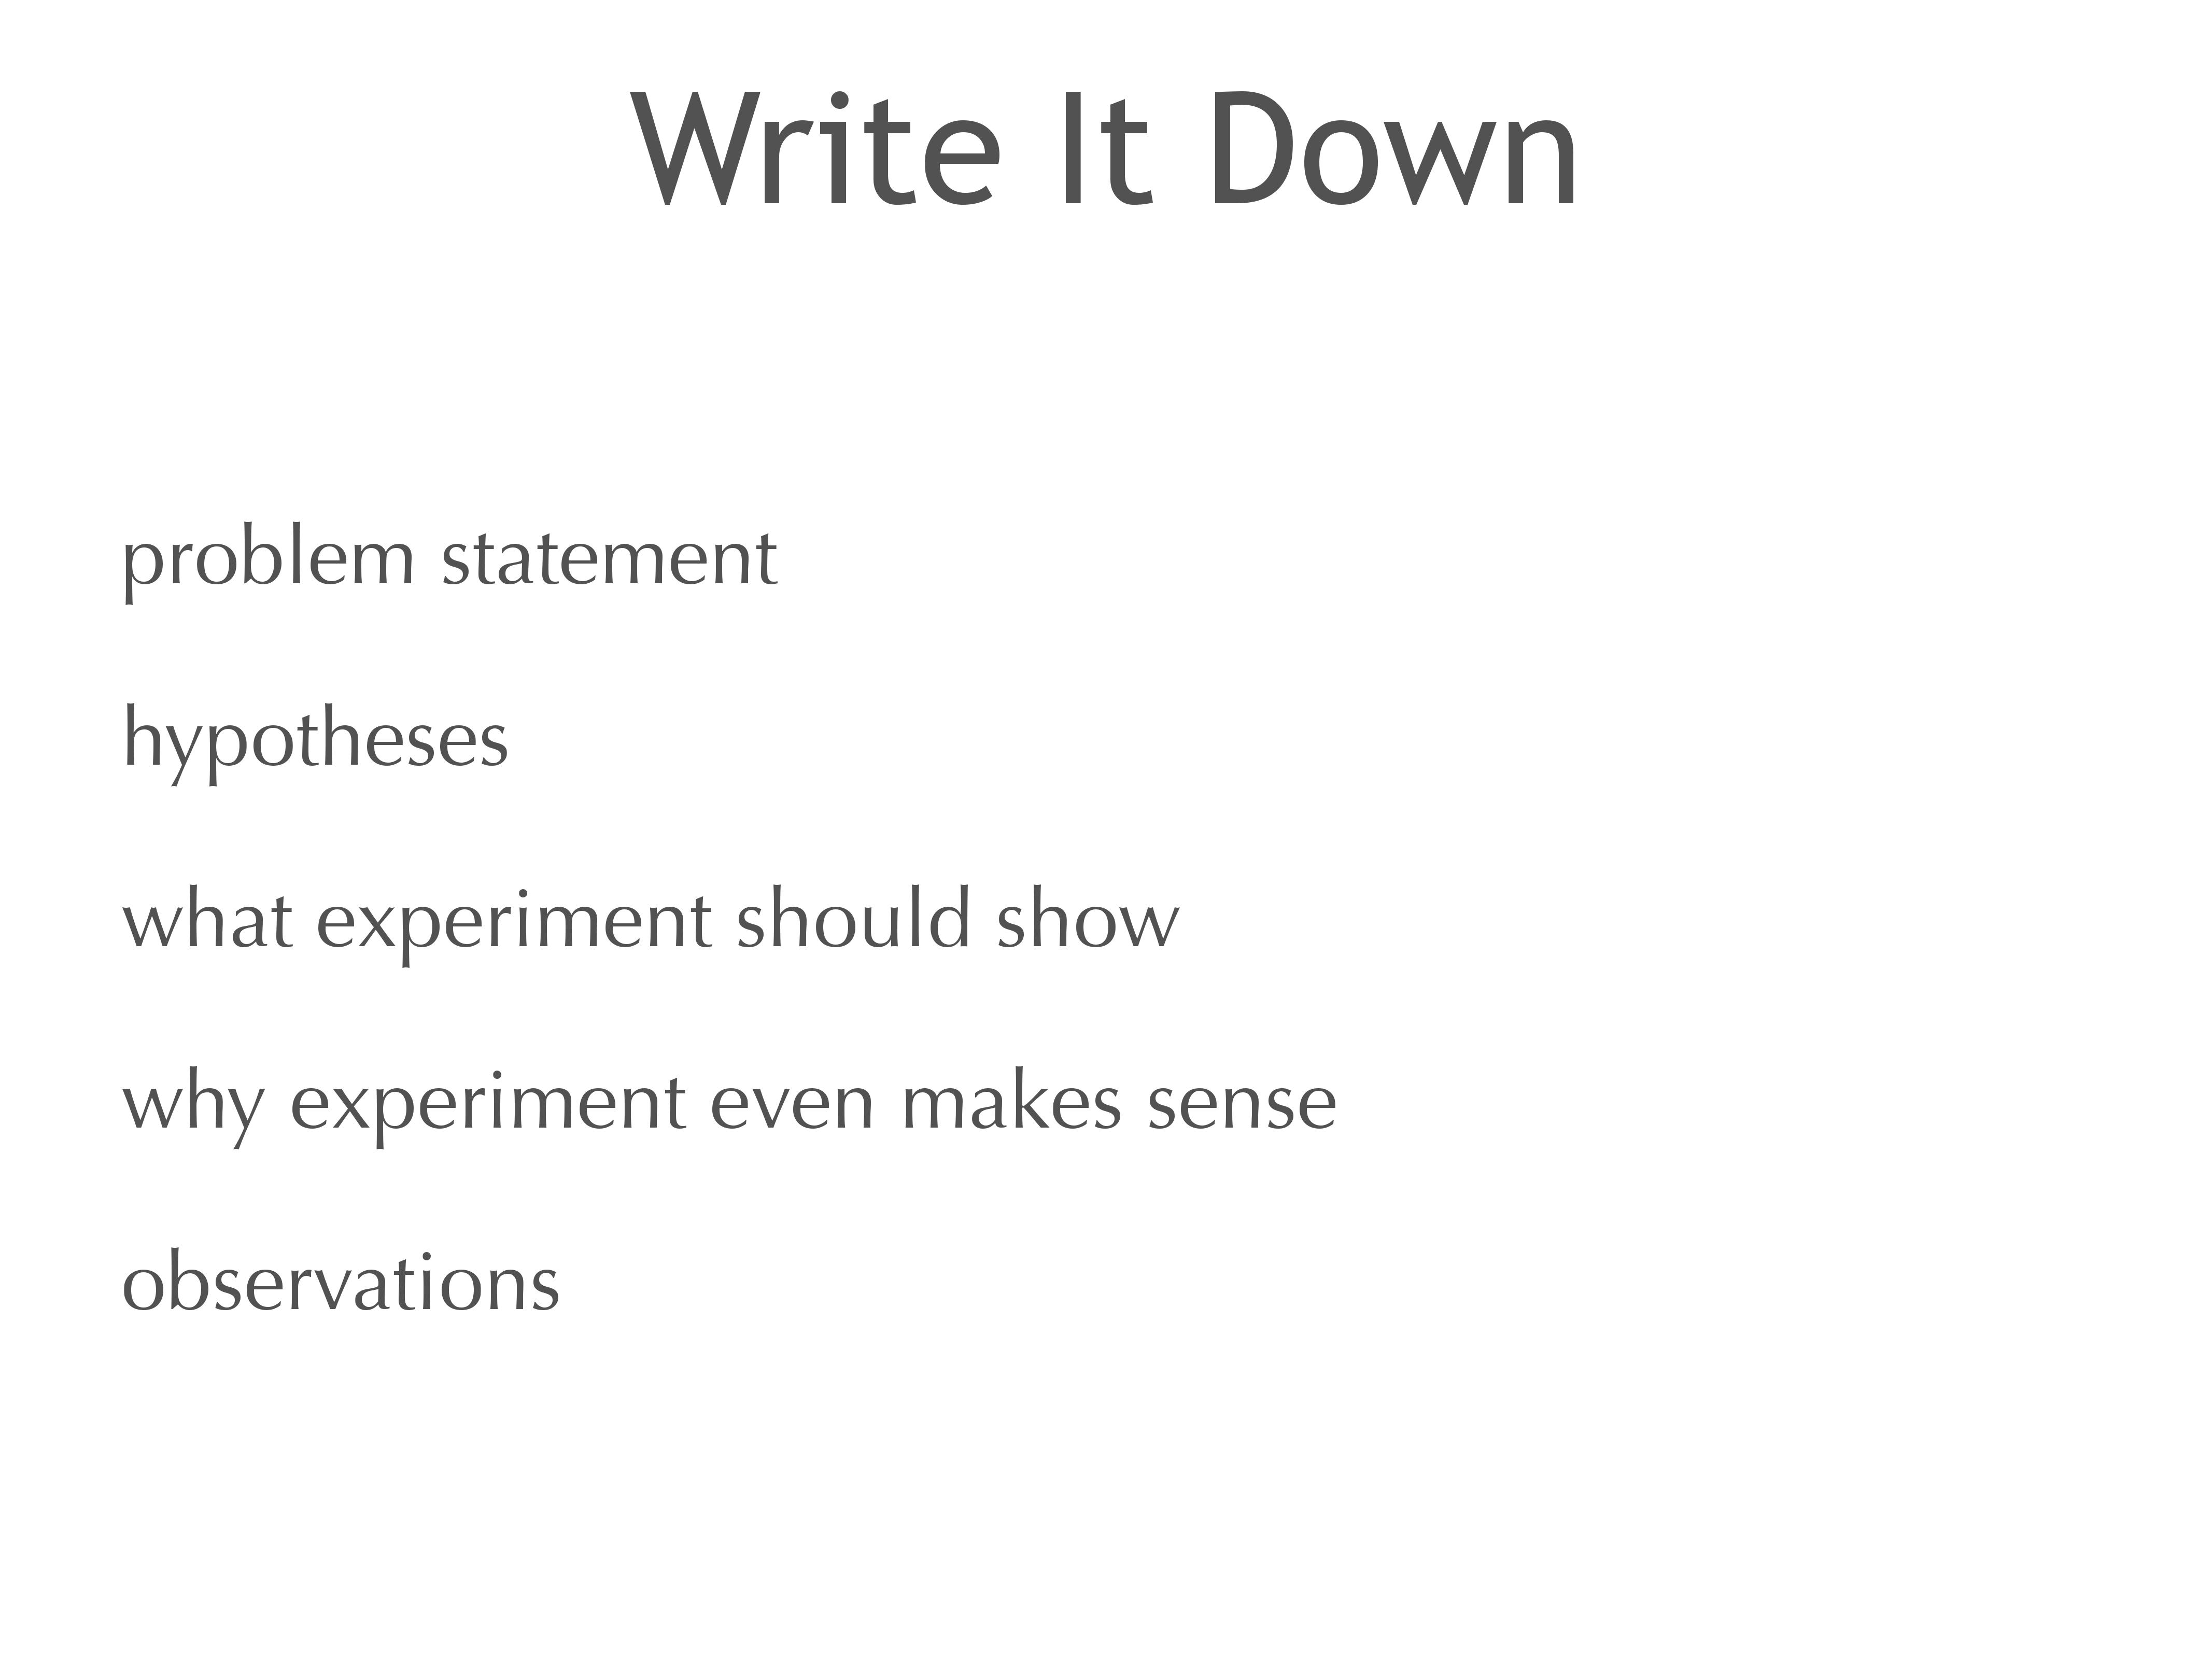 Write It Down
problem statement
hypotheses
what experiment should show
why experiment even makes sense
observations